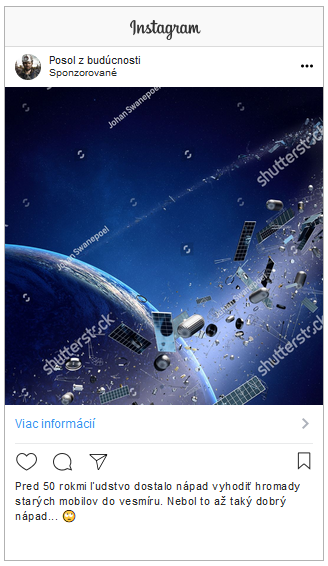 Instagram
Posol z budúcnosti
Sponzorované
Johan Swanepoel
shutterstock
Johan Swanepoel
shutterstock
shutterstock
Viac informácií
Pred 50 rokmi ľudstvo dostalo nápad vyhodiť hromady
starých mobilov do vesmíru. Nebol to až taký dobrý
nápad... 🙄